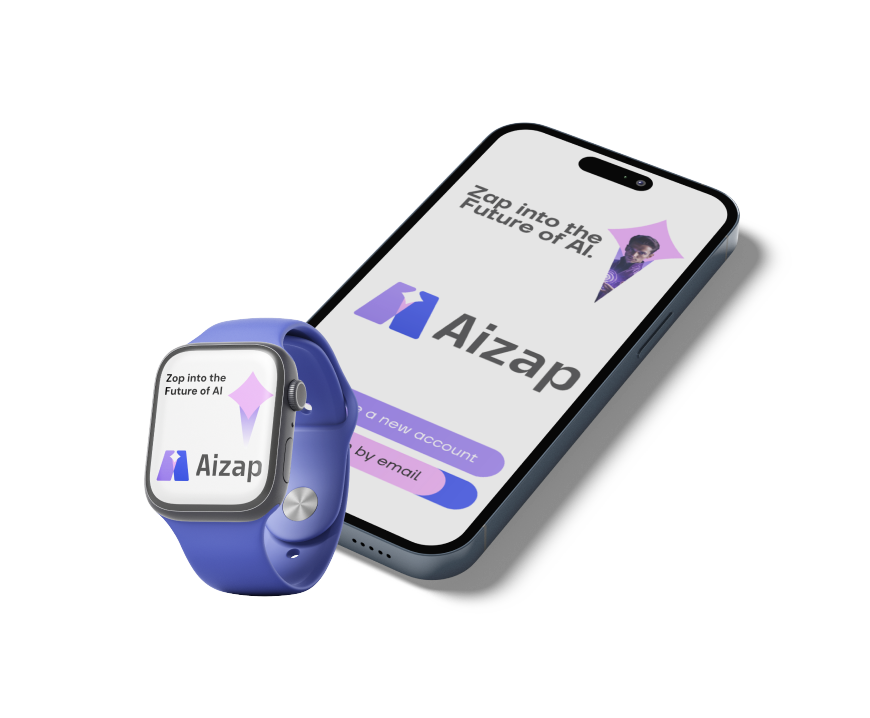 Zap into the
Future of AI.
Aizap
a new account
by email
Zap into the
Future of AI
Aizap